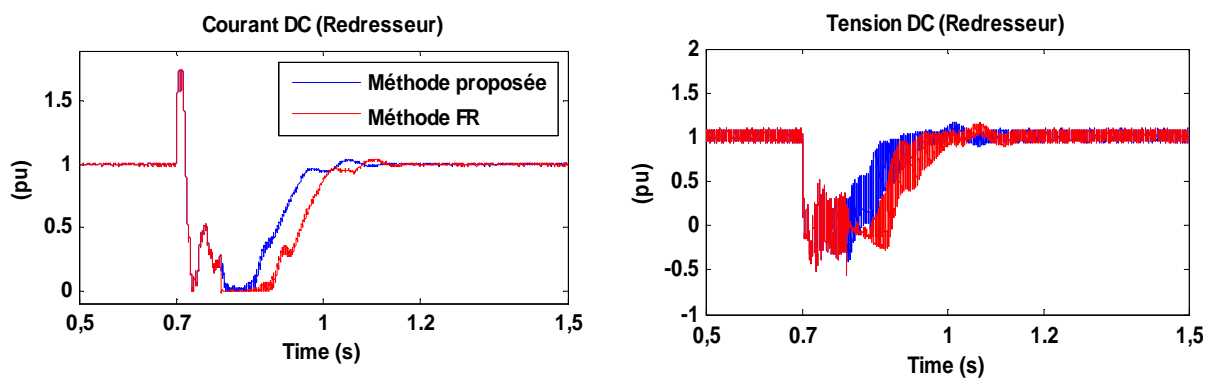 Courant DC (Redresseur)
1.5
1
0.5
0
(pu)
Méthode proposée
Méthode FR
0,5
0.7
1
1.2
1,5
Time (s)
Tension DC (Redresseur)
2
1.5
1
0.5
0
-0.5
-1
(pu)
0,5
0.7
1
1.2
1,5
Time (s)